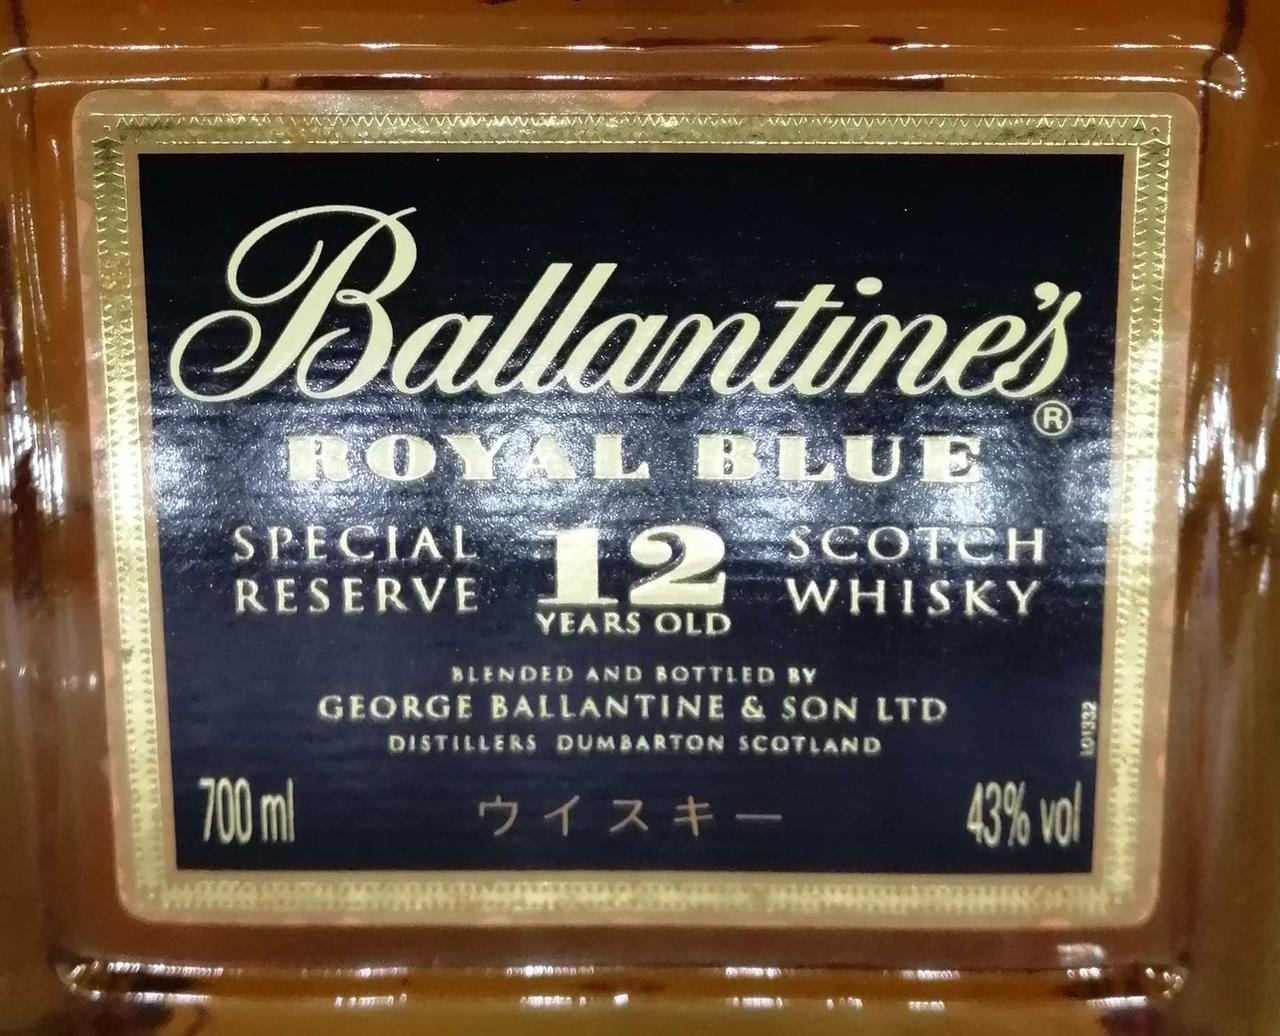 Ballantine's
®
ROYAL BLUE
SPECIAL RESERVE
12
YEARS OLD
SCOTCH WHISKY
BLENDED AND BOTTLED BY
GEORGE BALLANTINE & SON LTD
DISTILLERS DUMBARTON SCOTLAND
700 ml
ウイスキー
43% vol